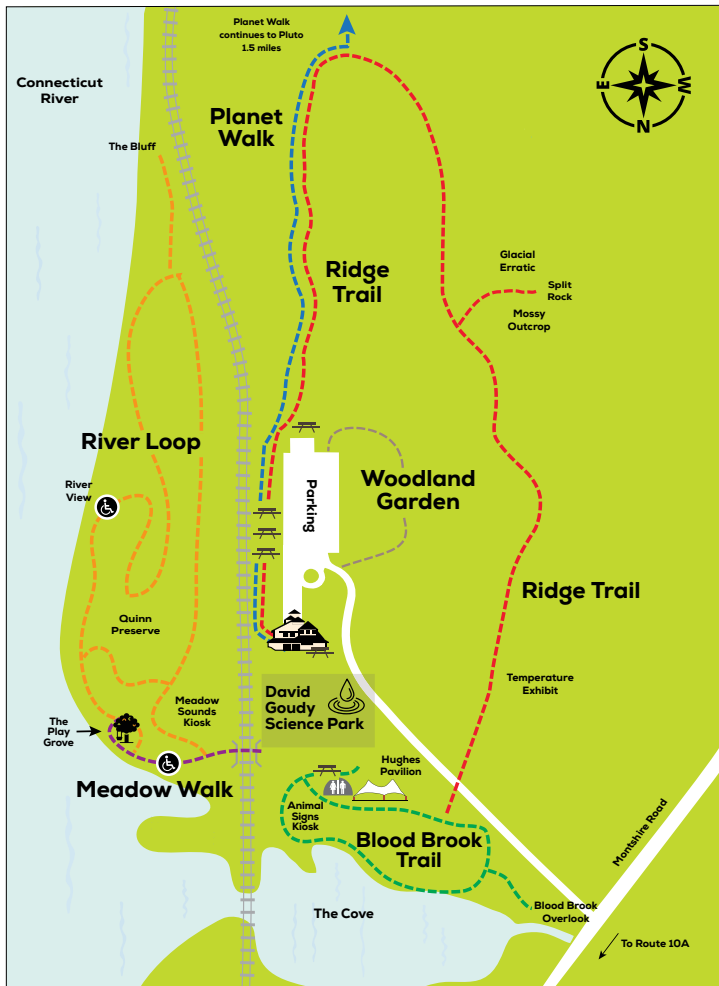 Planet Walk
continues to Pluto
1.5 miles
S
E
W
N
Connecticut
River
Planet
Walk
The Bluff
Ridge
Trail
Glacial
Erratic
Split
Rock
Mossy
Outcrop
River Loop
River
View
Parking
Woodland
Garden
Ridge Trail
Quinn
Preserve
Temperature
Exhibit
David
Goudy
Science Park
Meadow
Sounds
Kiosk
The
Play
Grove
Meadow Walk
Hughes
Pavilion
Animal
Signs
Kiosk
Blood Brook
Trail
Montshire Road
Blood Brook
Overlook
The Cove
To Route 10A